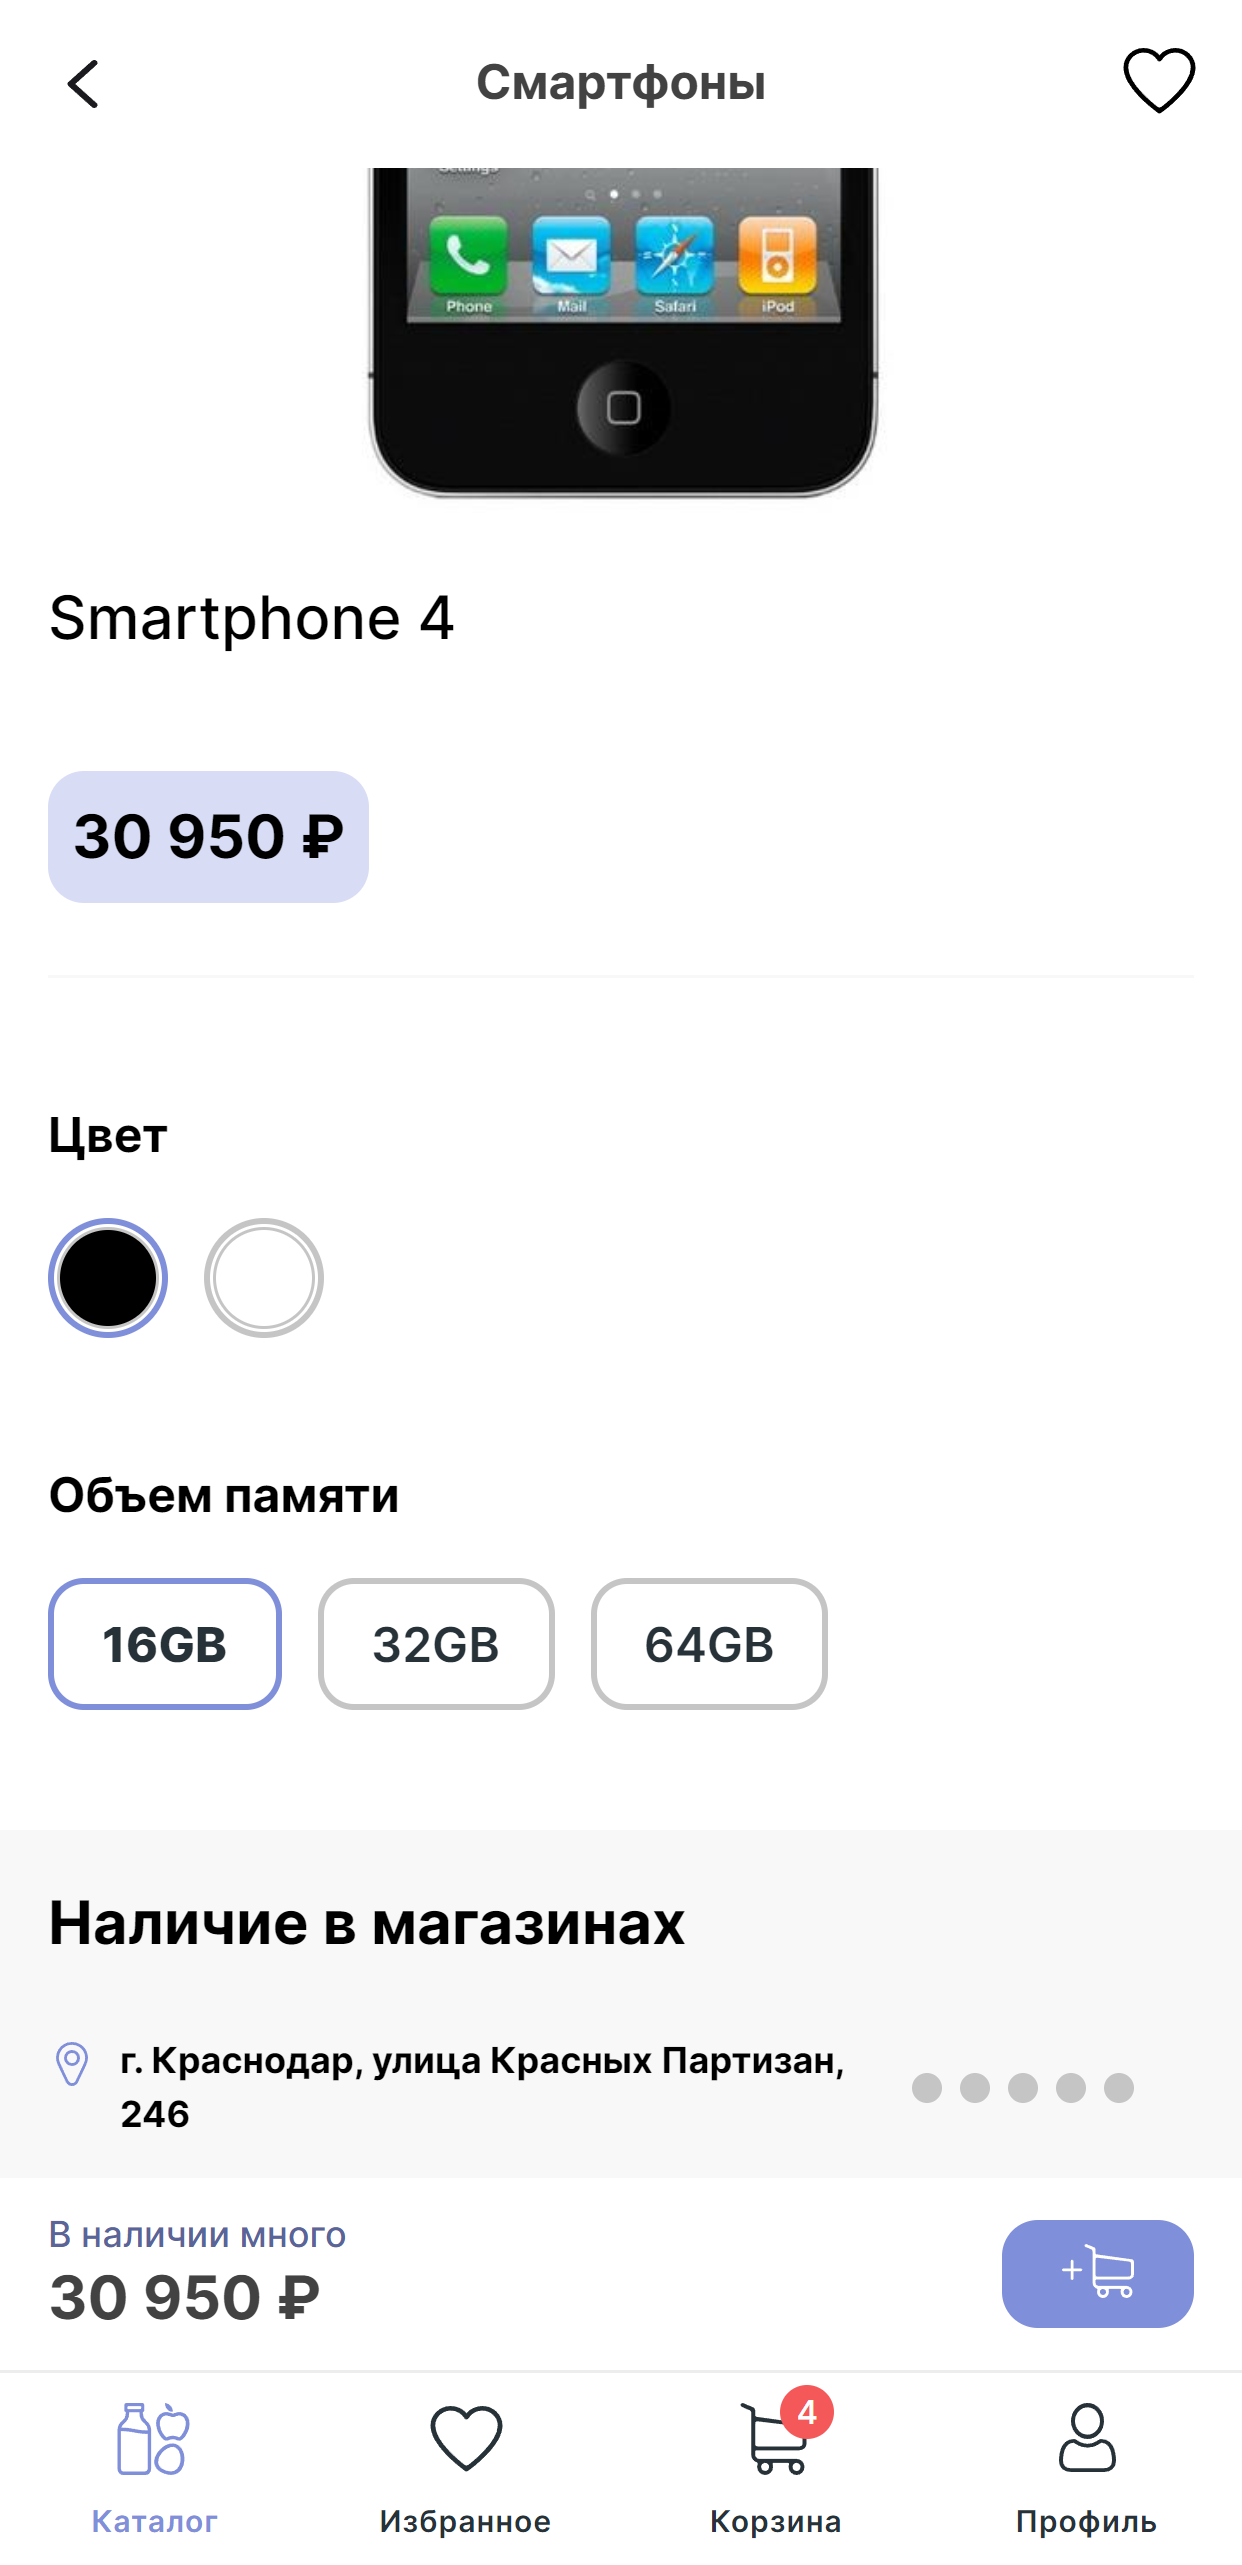 Смартфоны
Settings
Phone Mail Safari iPod
Smartphone 4
30 950 ₽
Цвет
Объем памяти
16GB 32GB 64GB
Наличие в магазинах
г. Краснодар, улица Красных Партизан,
246
В наличии много
30 950 ₽
4
Каталог Избранное Корзина Профиль